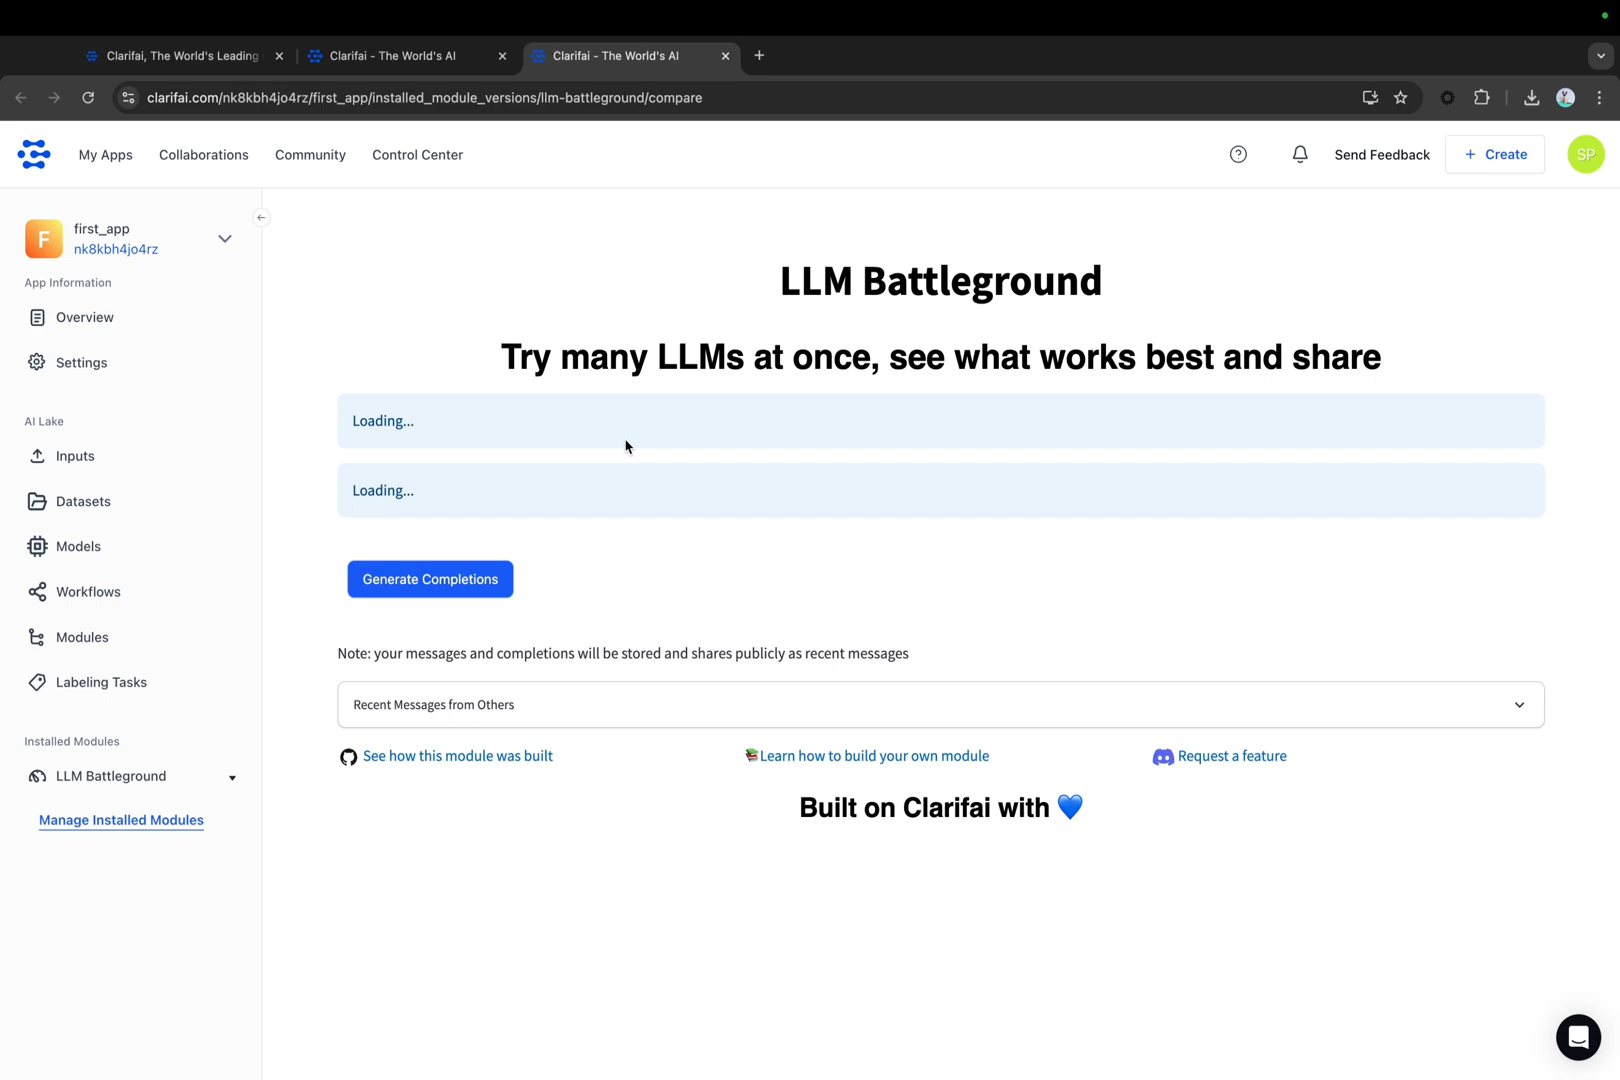 Clarifai, The World's Leading
Clarifai - The World's AI
Clarifai - The World's AI
clarifai.com/nk8kbh4jo4rz/first_app/installed_module_versions/llm-battleground/compare
My Apps
Collaborations
Community
Control Center
Send Feedback
+ Create
SP
F
first_app
nk8kbh4jo4rz
App Information
Overview
Settings
AI Lake
Inputs
Datasets
Models
Workflows
Modules
Labeling Tasks
Installed Modules
LLM Battleground
Manage Installed Modules
LLM Battleground
Try many LLMs at once, see what works best and share
Loading...
Loading...
Generate Completions
Note: your messages and completions will be stored and shares publicly as recent messages
Recent Messages from Others
See how this module was built
📚Learn how to build your own module
Request a feature
Built on Clarifai with 💙